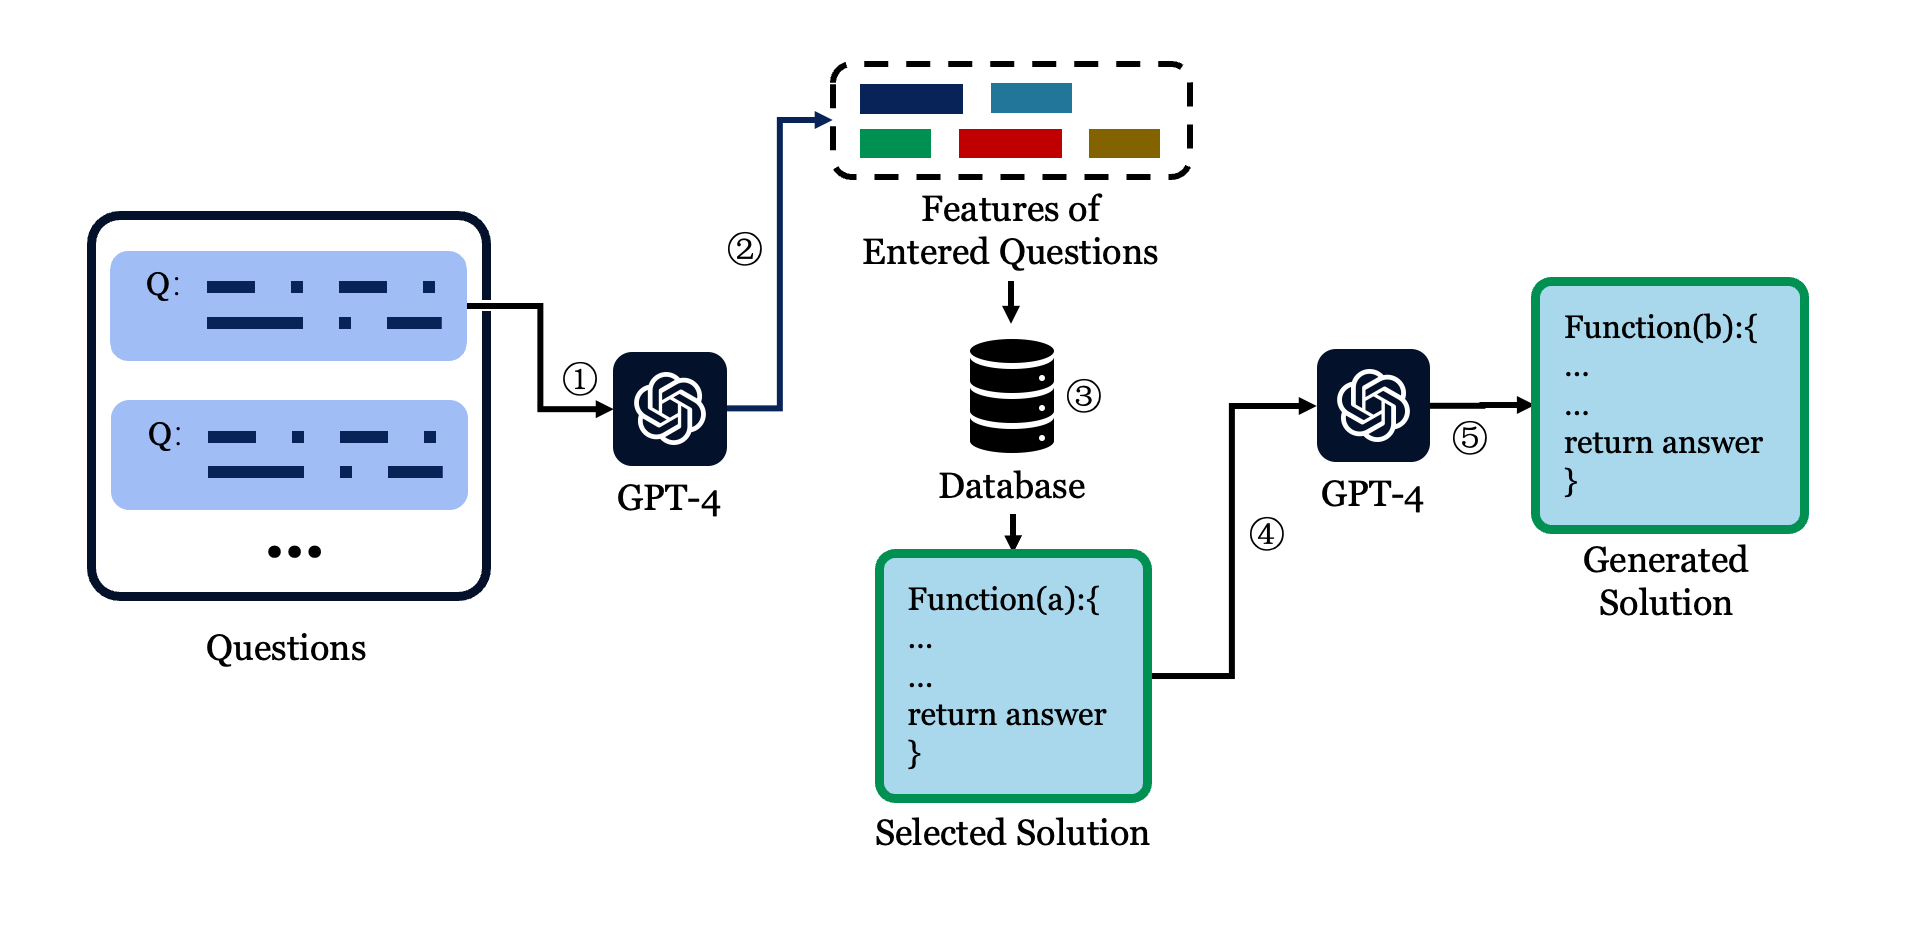 Q:
Q:
...
Questions
①
GPT-4
②
Features of
Entered Questions
③
Database
Function(a):{
...
...
return answer
}
Selected Solution
④
GPT-4
⑤
Function(b):{
...
...
return answer
}
Generated
Solution